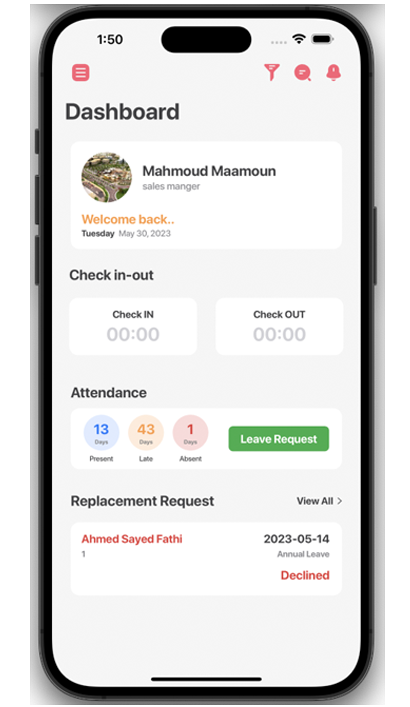 1:50
Dashboard
Mahmoud Maamoun
sales manger
Welcome back..
Tuesday May 30, 2023
Check in-out
Check IN
00:00
Check OUT
00:00
Attendance
13
Days
Present
43
Days
Late
1
Days
Absent
Leave Request
Replacement Request
View All >
Ahmed Sayed Fathi
2023-05-14
1
Annual Leave
Declined